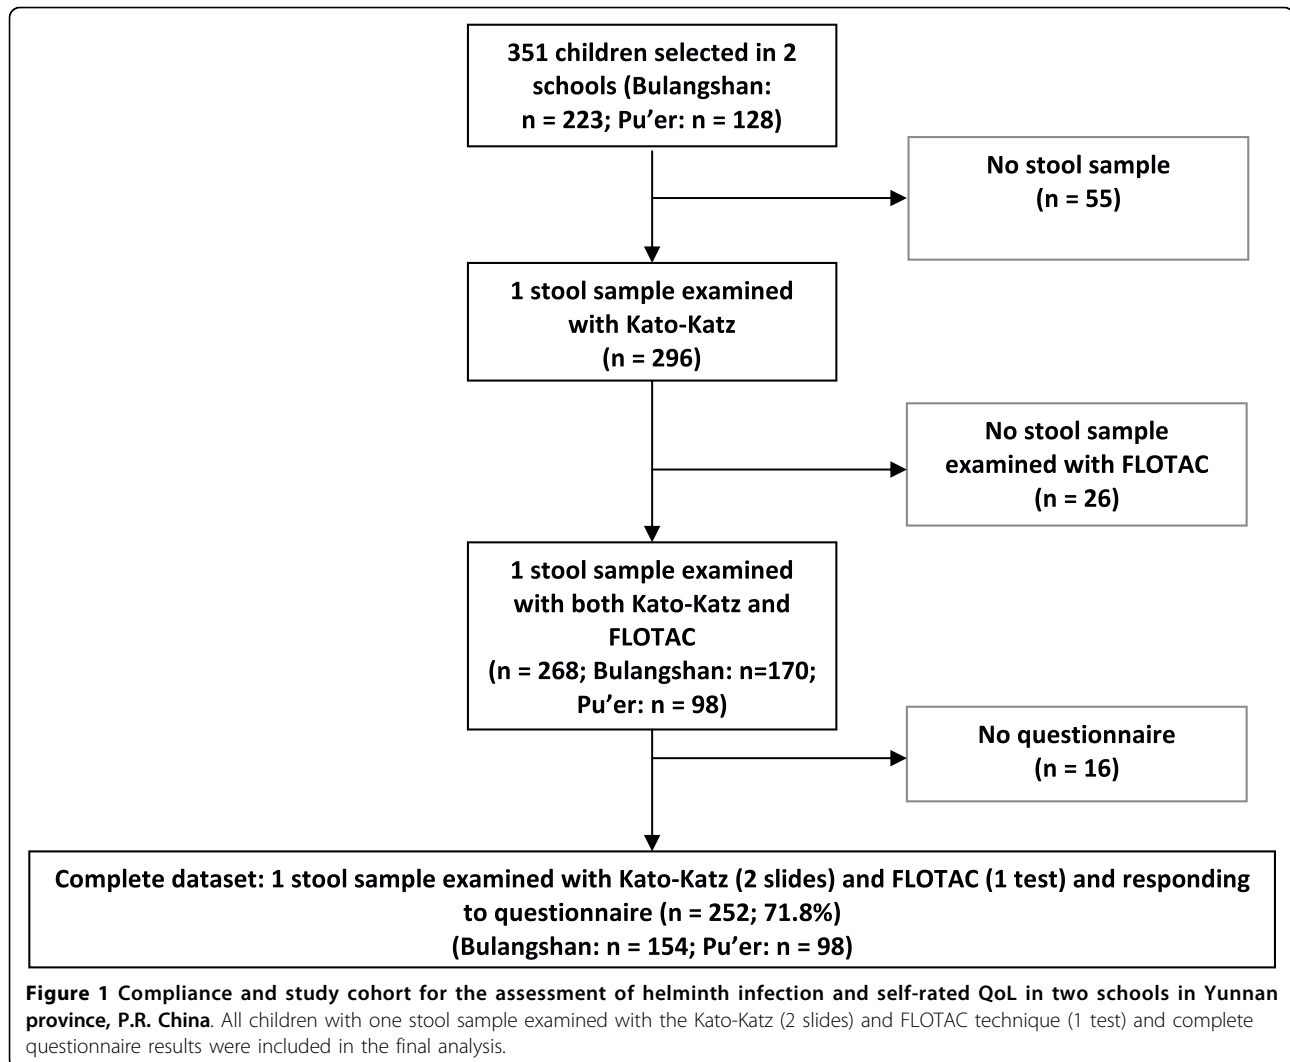 351 children selected in 2
schools (Bulangshan:
n = 223; Pu’er: n = 128)
No stool sample
(n = 55)
1 stool sample examined
with Kato-Katz
(n = 296)
No stool sample
examined with FLOTAC
(n = 26)
1 stool sample examined
with both Kato-Katz and
FLOTAC
(n = 268; Bulangshan: n=170;
Pu’er: n = 98)
No questionnaire
(n = 16)
Complete dataset: 1 stool sample examined with Kato-Katz (2 slides) and FLOTAC (1 test) and responding
to questionnaire (n = 252; 71.8%)
(Bulangshan: n = 154; Pu’er: n = 98)
Figure 1 Compliance and study cohort for the assessment of helminth infection and self-rated QoL in two schools in Yunnan
province, P.R. China. All children with one stool sample examined with the Kato-Katz (2 slides) and FLOTAC technique (1 test) and complete
questionnaire results were included in the final analysis.